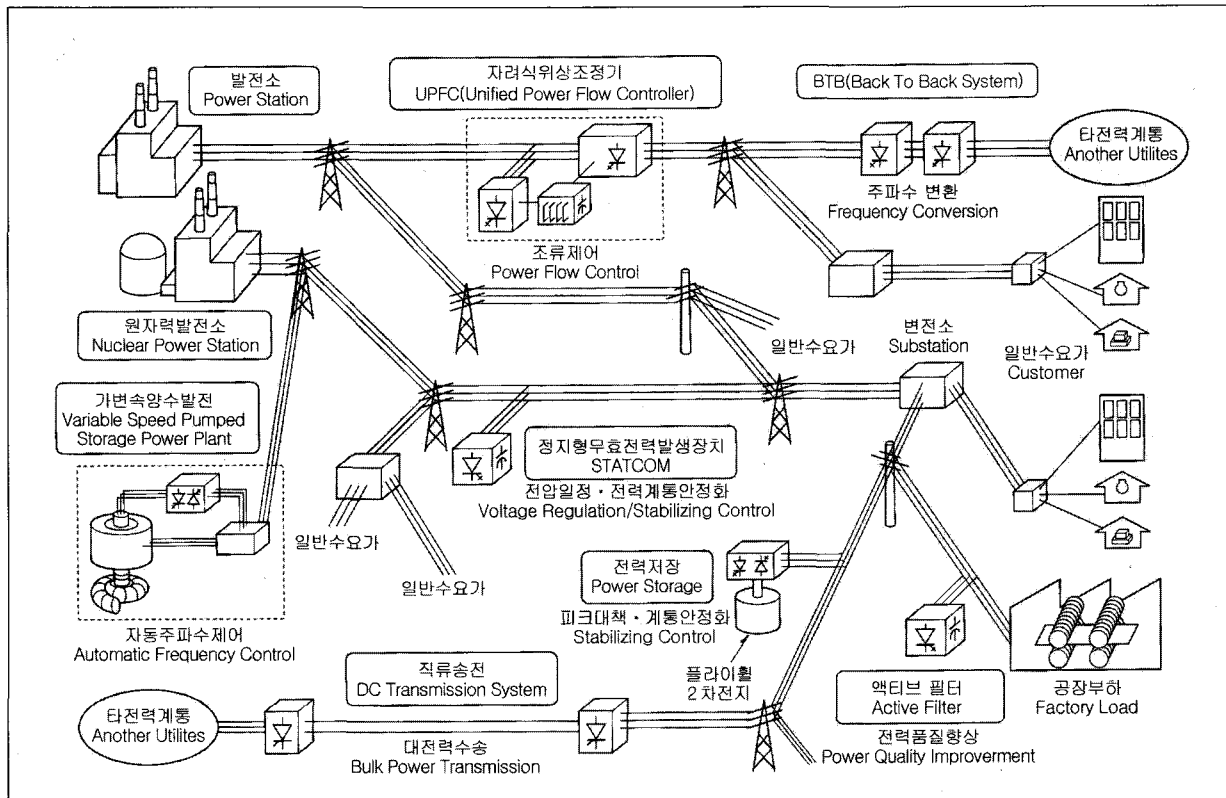 발전소
Power Station
자려식위상조정기
UPFC(Unified Power Flow Controller)
BTB(Back To Back System)
타전력계통
Another Utilites
주파수 변환
Frequency Conversion
조류제어
Power Flow Control
원자력발전소
Nuclear Power Station
일반수요가
변전소
Substation
일반수요가
Customer
가변속양수발전
Variable Speed Pumped
Storage Power Plant
정지형무효전력발생장치
STATCOM
전압일정・전력계통안정화
Voltage Regulation/Stabilizing Control
일반수요가
일반수요가
전력저장
Power Storage
피크대책・계통안정화
Stabilizing Control
자동주파수제어
Automatic Frequency Control
플라이휠
2차전지
직류송전
DC Transmission System
액티브 필터
Active Filter
공장부하
Factory Load
타전력계통
Another Utilites
대전력수송
Bulk Power Transmission
전력품질향상
Power Quality Improvement